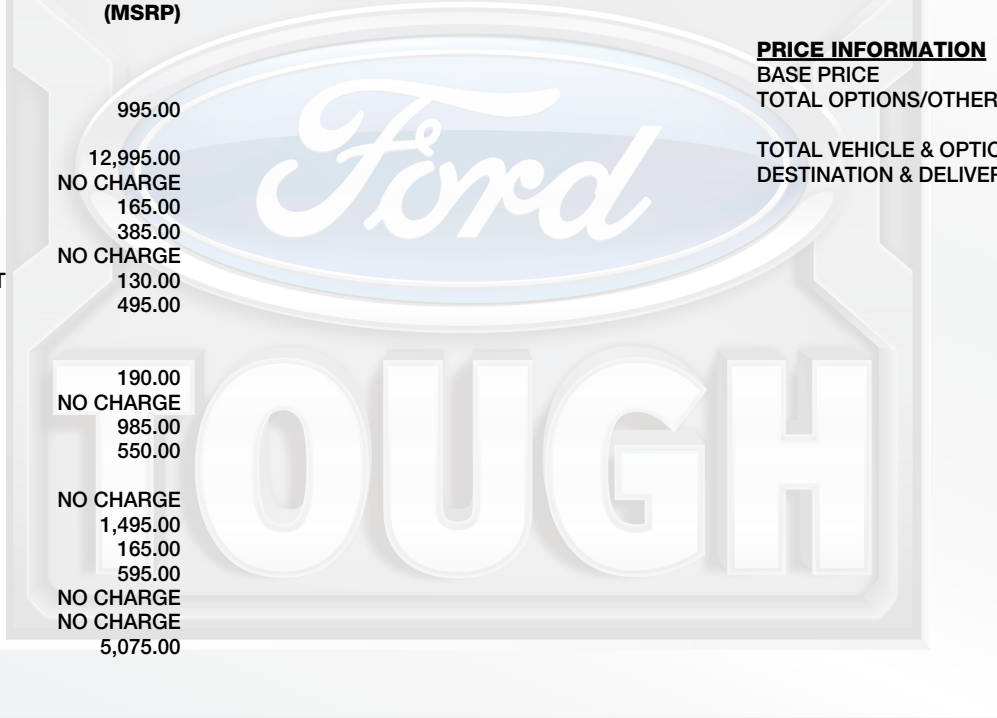 (MSRP)
995.00
12,995.00
NO CHARGE
165.00
385.00
NO CHARGE
T 130.00
495.00
190.00
NO CHARGE
985.00
550.00
NO CHARGE
1,495.00
165.00
595.00
NO CHARGE
NO CHARGE
5,075.00
PRICE INFORMATION
BASE PRICE
TOTAL OPTIONS/OTHER
TOTAL VEHICLE & OPTIO
DESTINATION & DELIVER
Ford
TOUGH